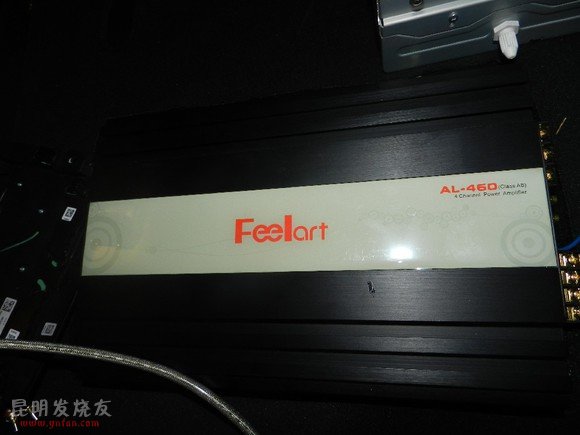 AL-460 (Class AB)
4 Channel Power Amplifier
Feelart
昆明发烧友
www.gnfan.com